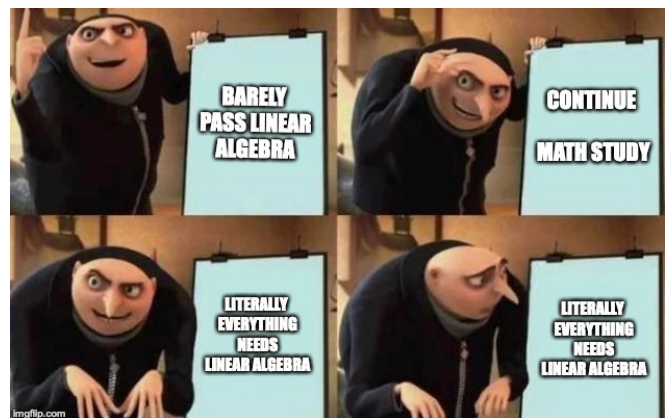 BARELY
PASS LINEAR
ALGEBRA
CONTINUE
MATH STUDY
LITERALLY
EVERYTHING
NEEDS
LINEAR ALGEBRA
LITERALLY
EVERYTHING
NEEDS
LINEAR ALGEBRA
imgflip.com